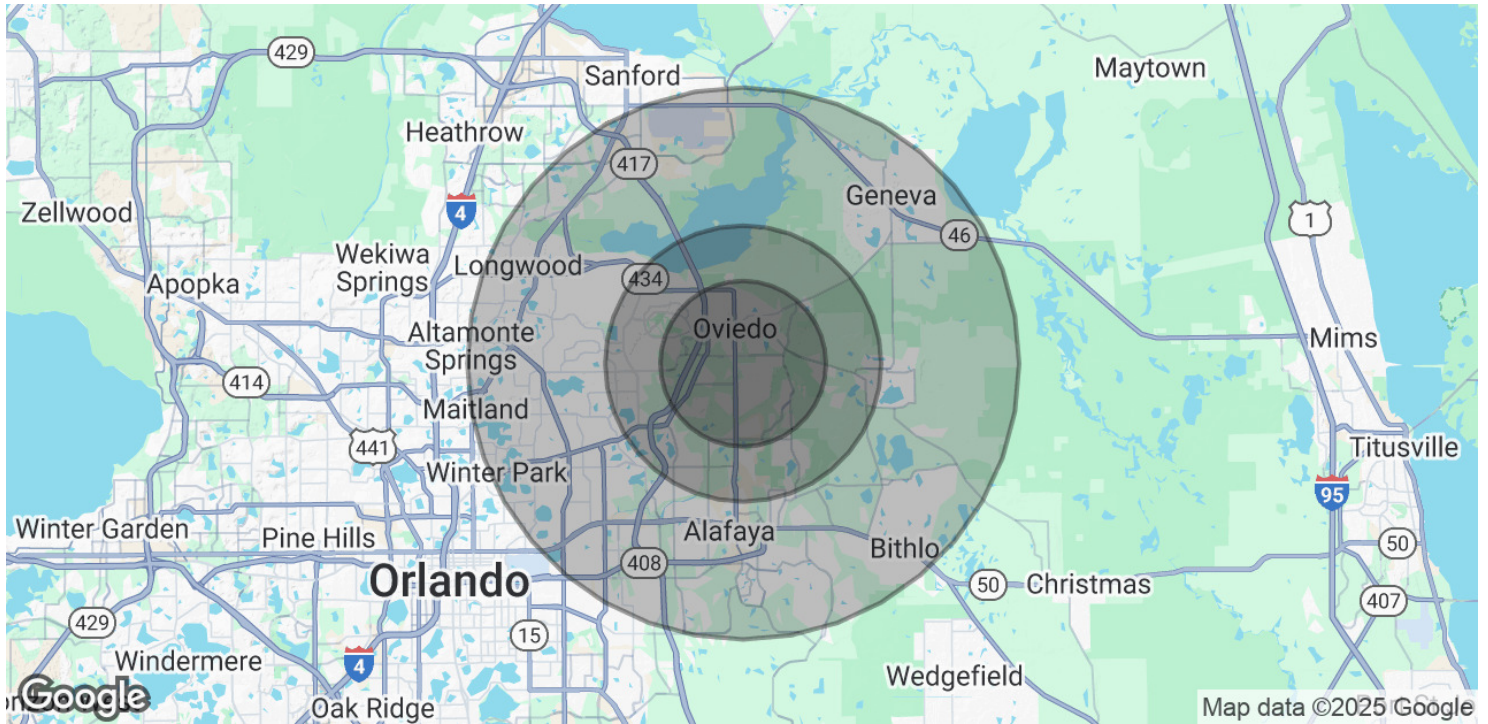 429
Sanford
Maytown
Heathrow
417
Geneva
Zellwood
4
1
46
Wekiwa
Springs
Longwood
434
Apopka
Oviedo
Altamonte
Springs
Mims
414
Maitland
441
Winter Park
Titusville
95
Winter Garden
Pine Hills
Alafaya
Bithlo
50
408
Orlando
50
Christmas
407
429
15
Windermere
4
Wedgefield
Google
Oak Ridge
Map data ©2025 Google